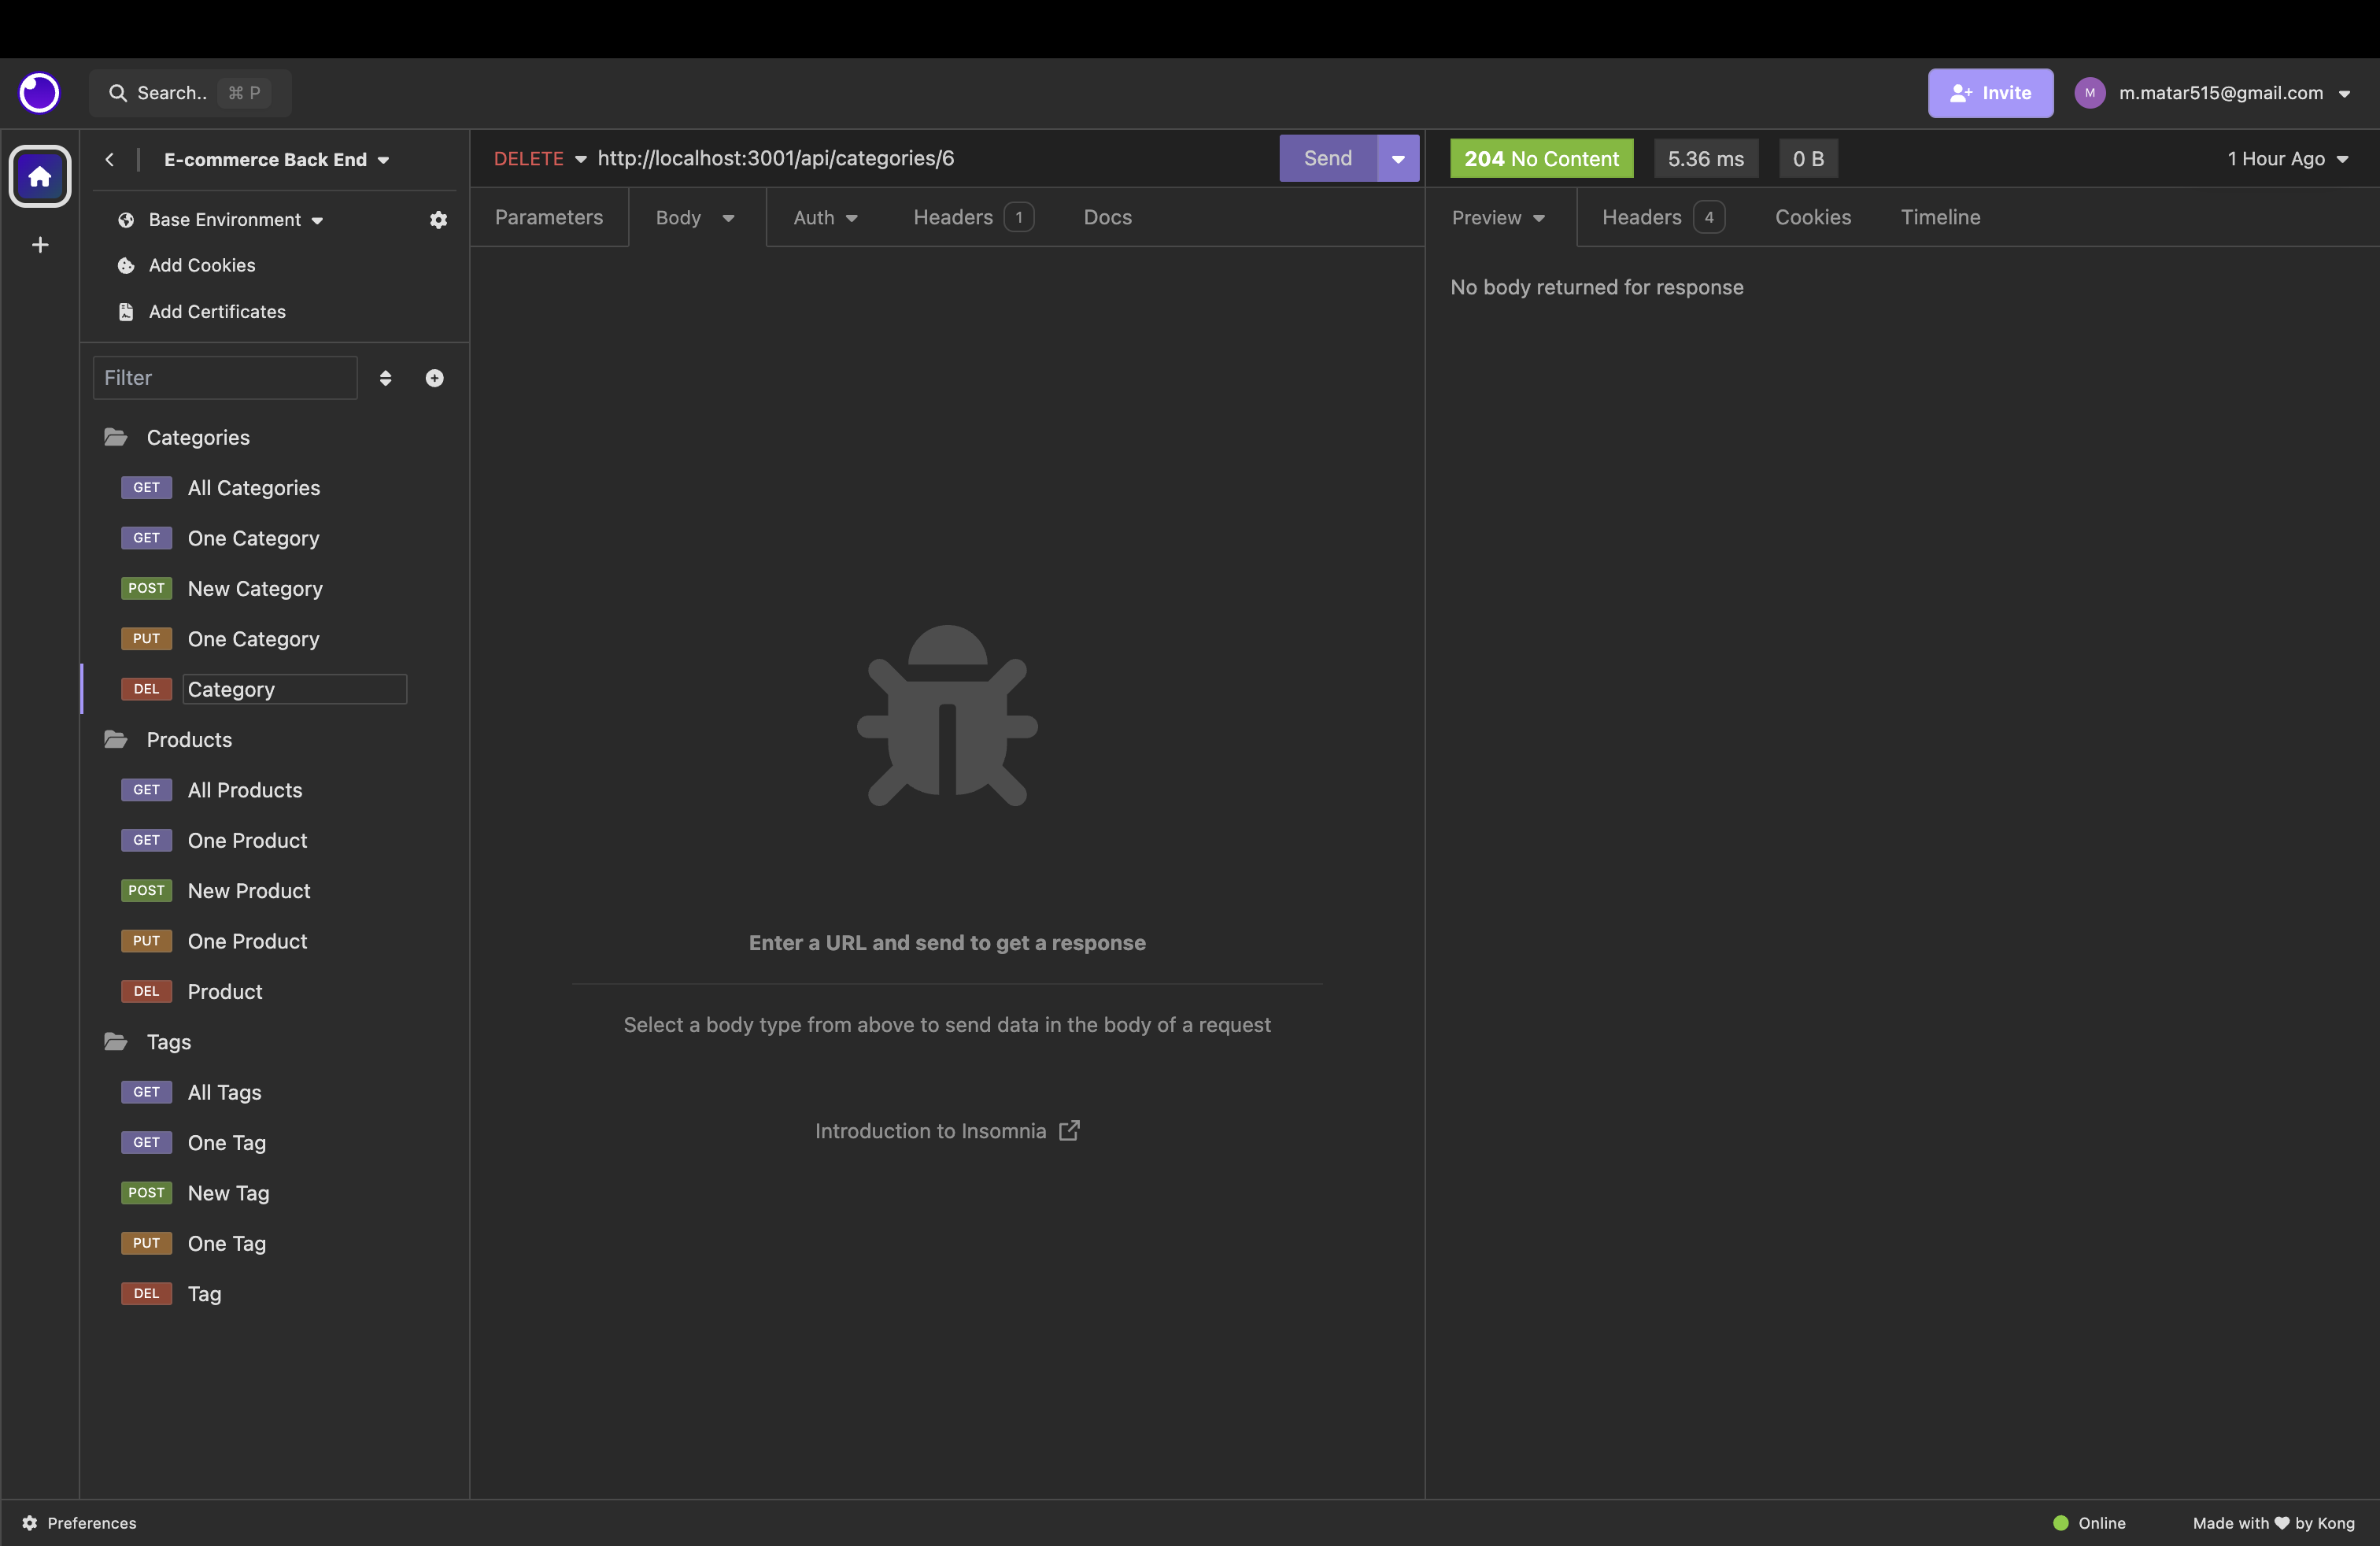 Search.. ⌘ P
Invite
M
m.matar515@gmail.com
E-commerce Back End
Base Environment
Add Cookies
Add Certificates
Filter
Categories
GET All Categories
GET One Category
POST New Category
PUT One Category
DEL Category
Products
GET All Products
GET One Product
POST New Product
PUT One Product
DEL Product
Tags
GET All Tags
GET One Tag
POST New Tag
PUT One Tag
DEL Tag
DELETE http://localhost:3001/api/categories/6
Send
Parameters Body Auth Headers 1 Docs
Enter a URL and send to get a response
Select a body type from above to send data in the body of a request
Introduction to Insomnia
204 No Content 5.36 ms 0 B 1 Hour Ago
Preview Headers 4 Cookies Timeline
No body returned for response
Preferences
Online
Made with ♥ by Kong